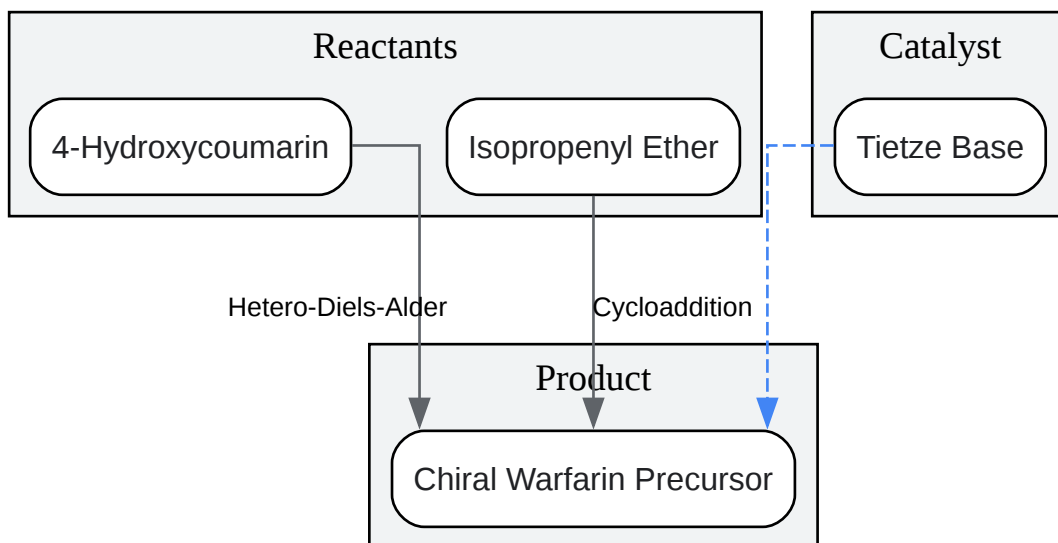 Reactants
Catalyst
4-Hydroxycoumarin
Isopropenyl Ether
Tietze Base
Hetero-Diels-Alder
Cycloaddition
Product
Chiral Warfarin Precursor